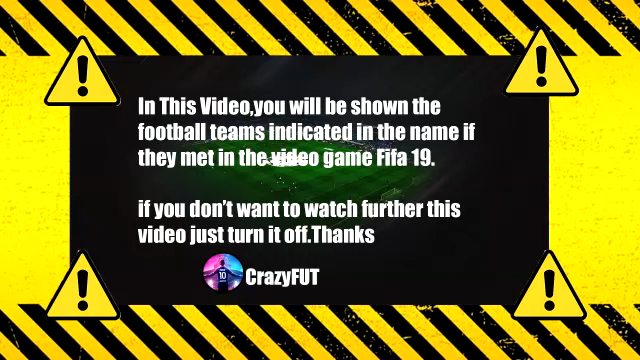 In This Video,you will be shown the
football teams indicated in the name if
they met in the video game Fifa 19.
if you don't want to watch further this
video just turn it off.Thanks
10
CrazyFUT